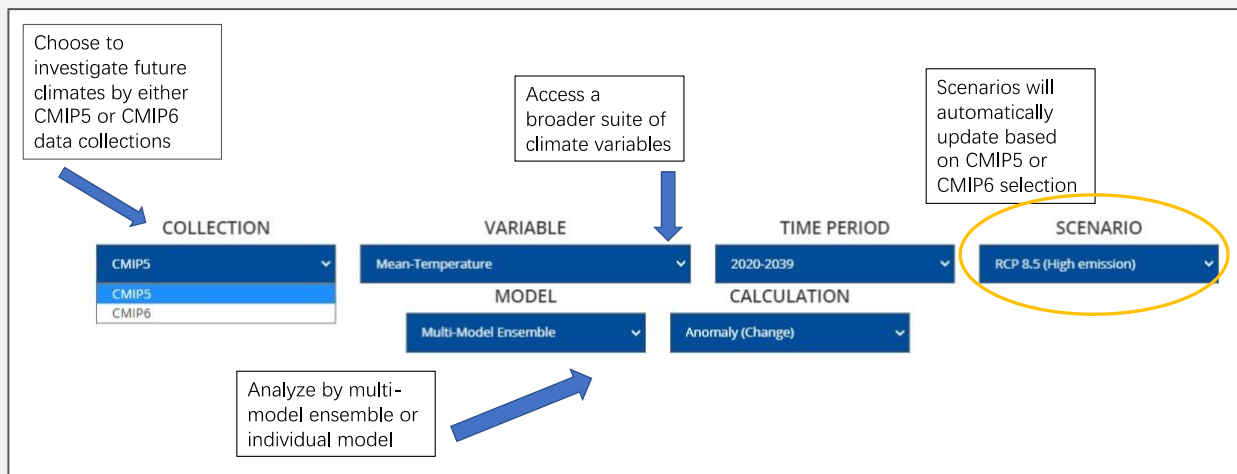 Choose to
investigate future
climates by either
CMIP5 or CMIP6
data collections
Access a
broader suite of
climate variables
Scenarios will
automatically
update based
on CMIP5 or
CMIP6 selection
COLLECTION
VARIABLE
TIME PERIOD
SCENARIO
CMIP5
Mean-Temperature
2020-2039
RCP 8.5 (High emission)
CMIP5
CMIP6
MODEL
CALCULATION
Multi-Model Ensemble
Anomaly (Change)
Analyze by multi-
model ensemble or
individual model